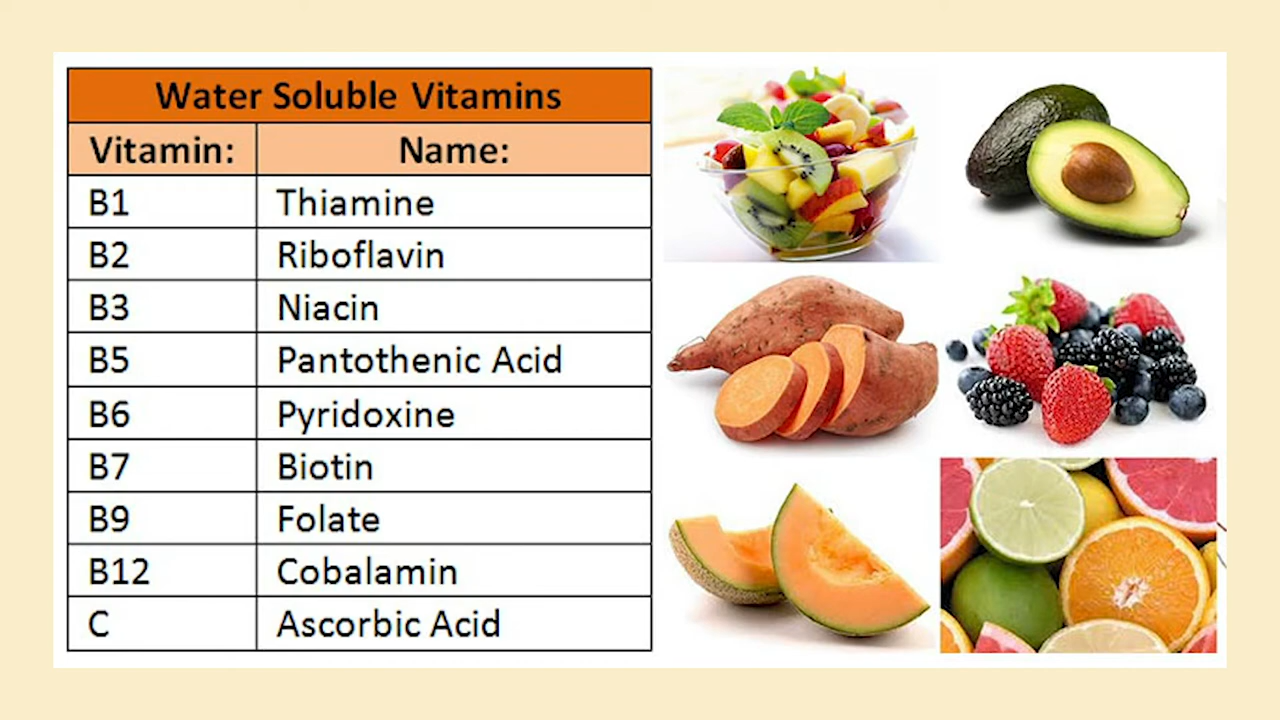 Water Soluble Vitamins
Vitamin: Name:
B1 Thiamine
B2 Riboflavin
B3 Niacin
B5 Pantothenic Acid
B6 Pyridoxine
B7 Biotin
B9 Folate
B12 Cobalamin
C Ascorbic Acid